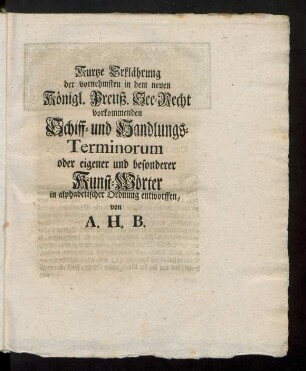 Kurtze Erklährung
der vornehmsten in dem neuen
Königl. Preuß. See-Recht
vorkommenden
Schiff- und Handlungs-
Terminorum
oder eigener und besonderer
Kunst-Wörter
in alphabetischer Ordnung entworffen,
von
A. H. B.